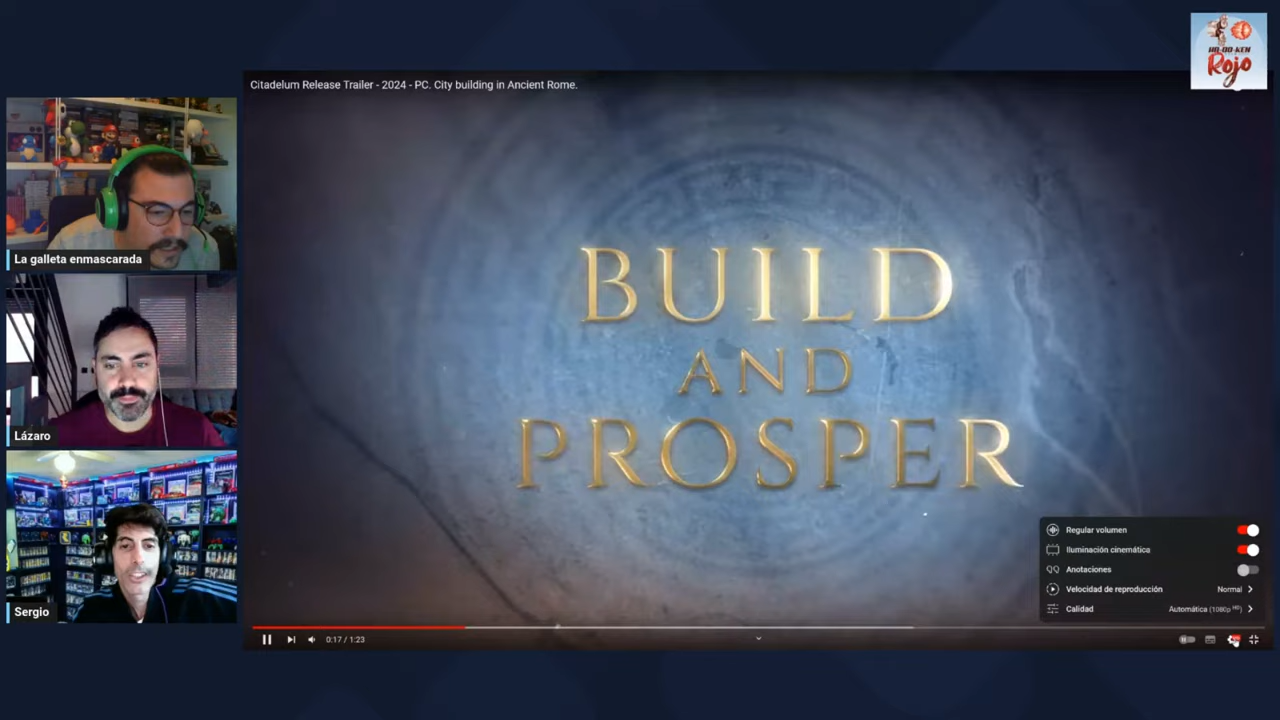 HO-DO-KEN
Rojo
Citadelum Release Trailer - 2024 - PC. City building in Ancient Rome.
La galleta enmascarada
Lázaro
Sergio
BUILD
AND
PROSPER
Regular volumen
Iluminación cinemática
Anotaciones
Velocidad de reproducción Normal
Calidad Automática (1080p HD)
0:17 / 1:23